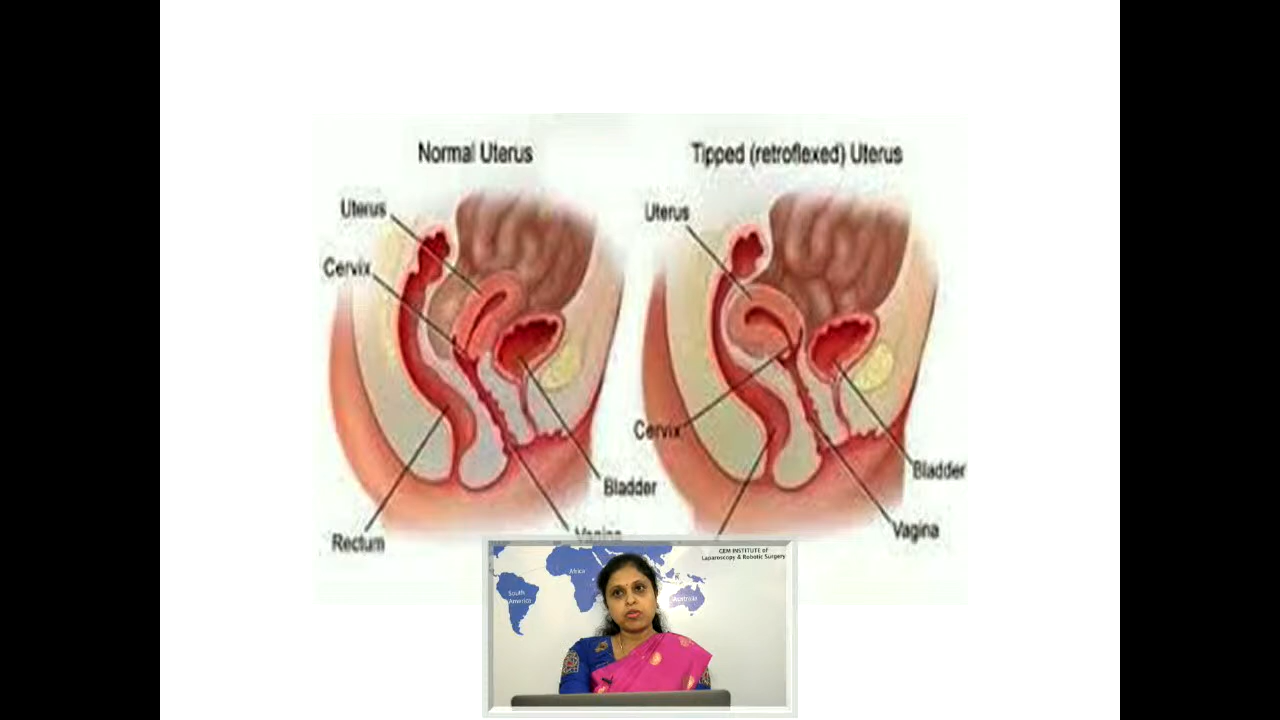 Normal Uterus
Tipped (retroflexed) Uterus
Uterus
Cervix
Bladder
Vagina
Rectum
Uterus
Cervix
Bladder
Vagina
GEM INSTITUTE of
Laparoscopy & Robotic Surgery
Africa
South
America
Australia